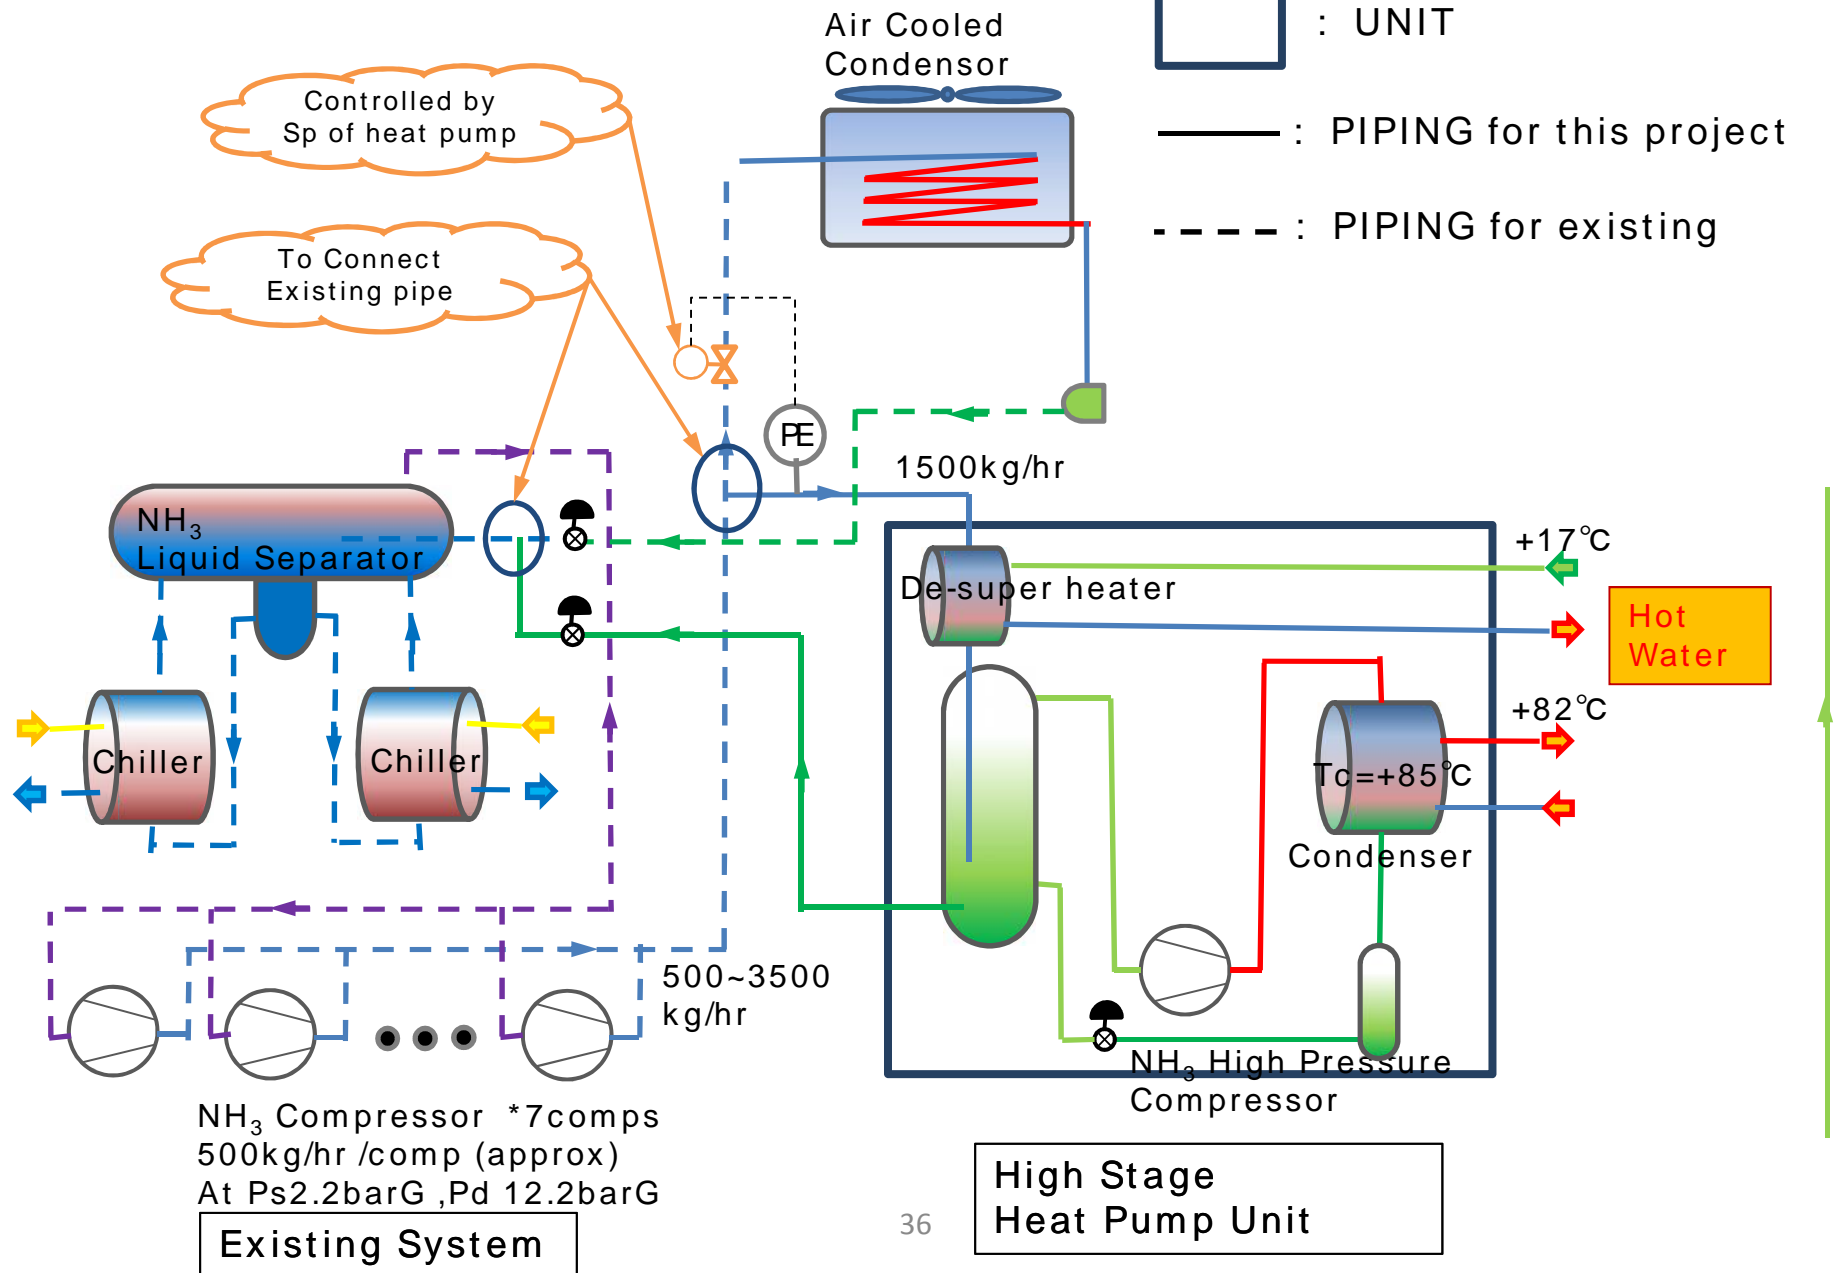 Air Cooled
Condensor
: UNIT
: PIPING for this project
: PIPING for existing
Controlled by
Sp of heat pump
To Connect
Existing pipe
PE
1500kg/hr
NH3
Liquid Separator
Chiller
Chiller
De-super heater
+17℃
Hot
Water
+82℃
Tc=+85℃
Condenser
500~3500
kg/hr
NH3 High Pressure
Compressor
NH3 Compressor *7comps
500kg/hr /comp (approx)
At Ps2.2barG ,Pd 12.2barG
Existing System
36
High Stage
Heat Pump Unit